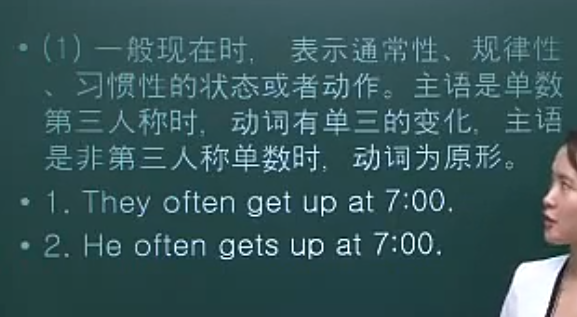 • (1) 一般现在时, 表示通常性、规律性
、习惯性的状态或者动作。主语是单数
第三人称时, 动词有单三的变化, 主语
是非第三人称单数时, 动词为原形。
• 1. They often get up at 7:00.
• 2. He often gets up at 7:00.